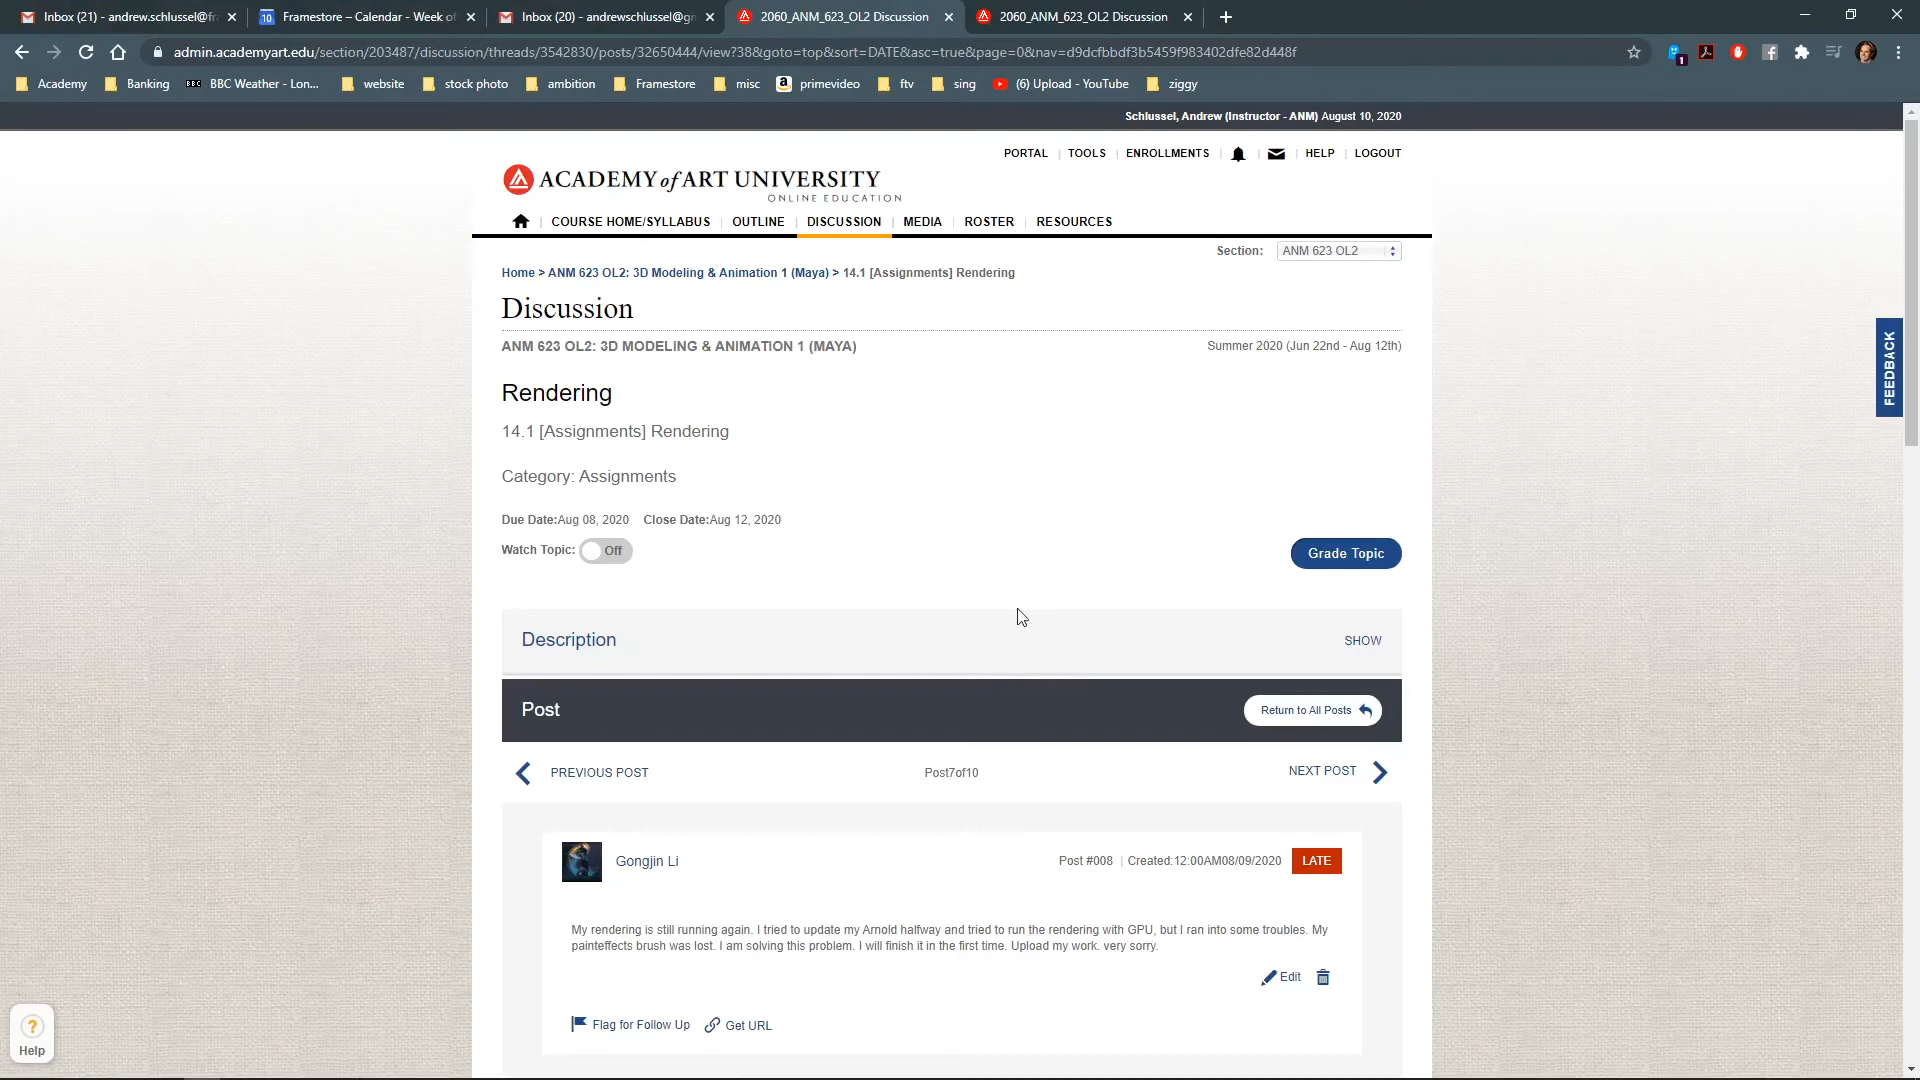 Inbox (21) - andrew.schlussel@fr
Framestore – Calendar - Week of
Inbox (20) - andrewschlussel@gm
2060_ANM_623_OL2 Discussion
2060_ANM_623_OL2 Discussion
admin.academyart.edu/section/203487/discussion/threads/3542830/posts/32650444/view?38&goto=top&sort=DATE&asc=true&page=0&nav=d9dcfbbdf3b5459f983402dfe82d448f
1
Academy
Banking
BBC
BBC Weather - Lon...
website
stock photo
ambition
Framestore
misc
primevideo
ftv
sing
(6) Upload - YouTube
ziggy
Schlussel, Andrew (Instructor - ANM) August 10, 2020
PORTAL | TOOLS | ENROLLMENTS | | HELP | LOGOUT
ACADEMY of ART UNIVERSITY
ONLINE EDUCATION
COURSE HOME/SYLLABUS | OUTLINE | DISCUSSION | MEDIA | ROSTER | RESOURCES
Section: ANM 623 OL2
Home > ANM 623 OL2: 3D Modeling & Animation 1 (Maya) > 14.1 [Assignments] Rendering
Discussion
ANM 623 OL2: 3D MODELING & ANIMATION 1 (MAYA)
Summer 2020 (Jun 22nd - Aug 12th)
FEEDBACK
Rendering
14.1 [Assignments] Rendering
Category: Assignments
Due Date:Aug 08, 2020 Close Date:Aug 12, 2020
Watch Topic: Off
Grade Topic
Description
SHOW
Post
Return to All Posts
PREVIOUS POST
Post7of10
NEXT POST
Gongjin Li
Post #008 | Created:12:00AM08/09/2020
LATE
My rendering is still running again. I tried to update my Arnold halfway and tried to run the rendering with GPU, but I ran into some troubles. My
painteffects brush was lost. I am solving this problem. I will finish it in the first time. Upload my work. very sorry.
Edit
Flag for Follow Up
Get URL
?
Help